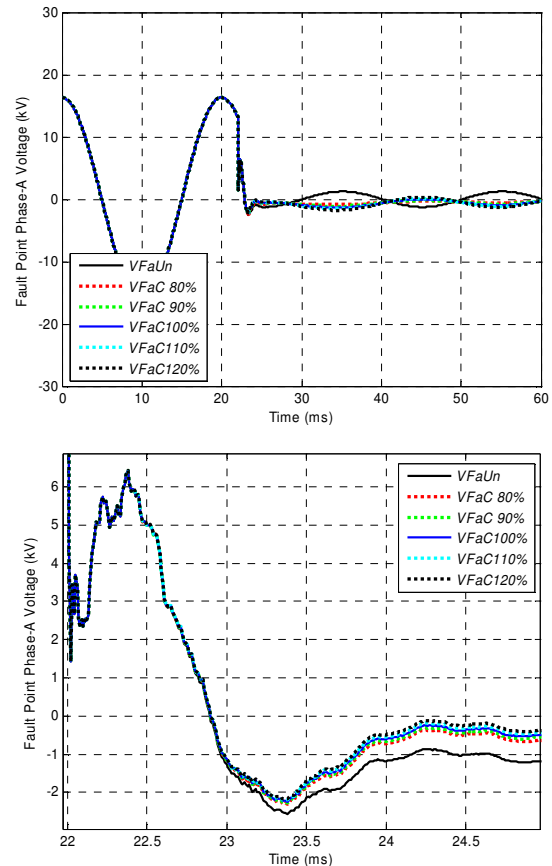 30
20
10
0
-10
-20
-30
Fault Point Phase-A Voltage (kV)
VFaUn
VFaC 80%
VFaC 90%
VFaC100%
VFaC110%
VFaC120%
0 10 20 30 40 50 60
Time (ms)
6
5
4
3
2
1
0
-1
-2
Fault Point Phase-A Voltage (kV)
VFaUn
VFaC 80%
VFaC 90%
VFaC100%
VFaC110%
VFaC120%
22 22.5 23 23.5 24 24.5
Time (ms)